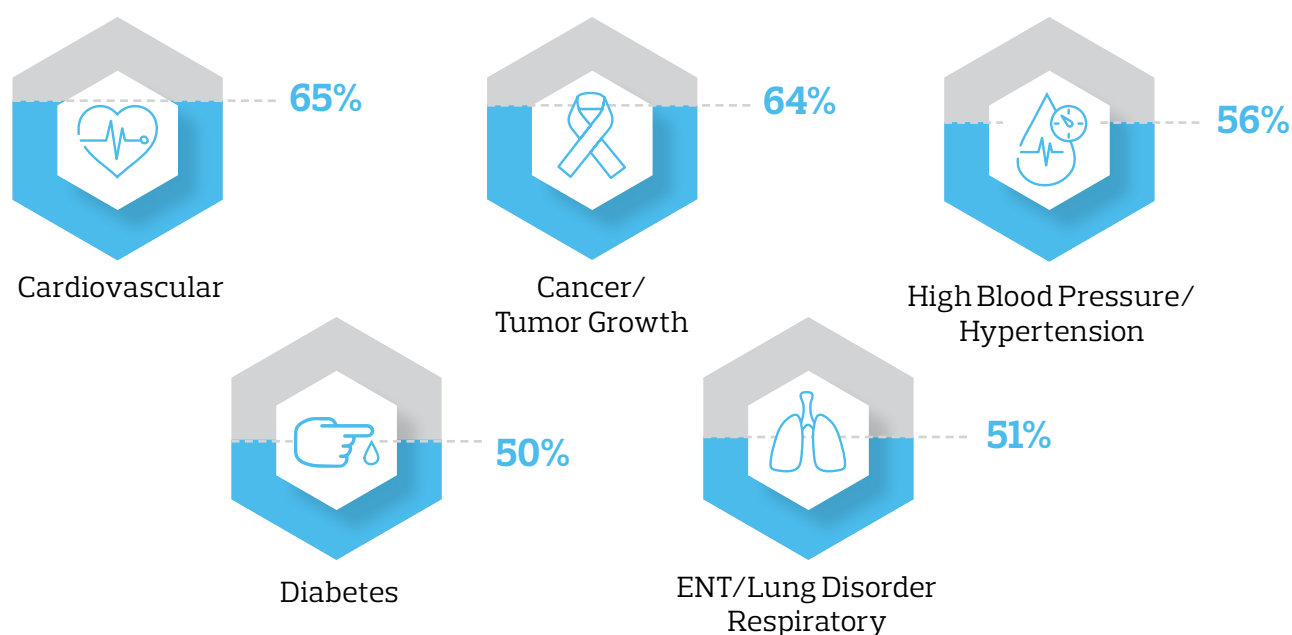 65%
Cardiovascular
64%
Cancer/
Tumor Growth
56%
High Blood Pressure/
Hypertension
50%
Diabetes
51%
ENT/Lung Disorder
Respiratory